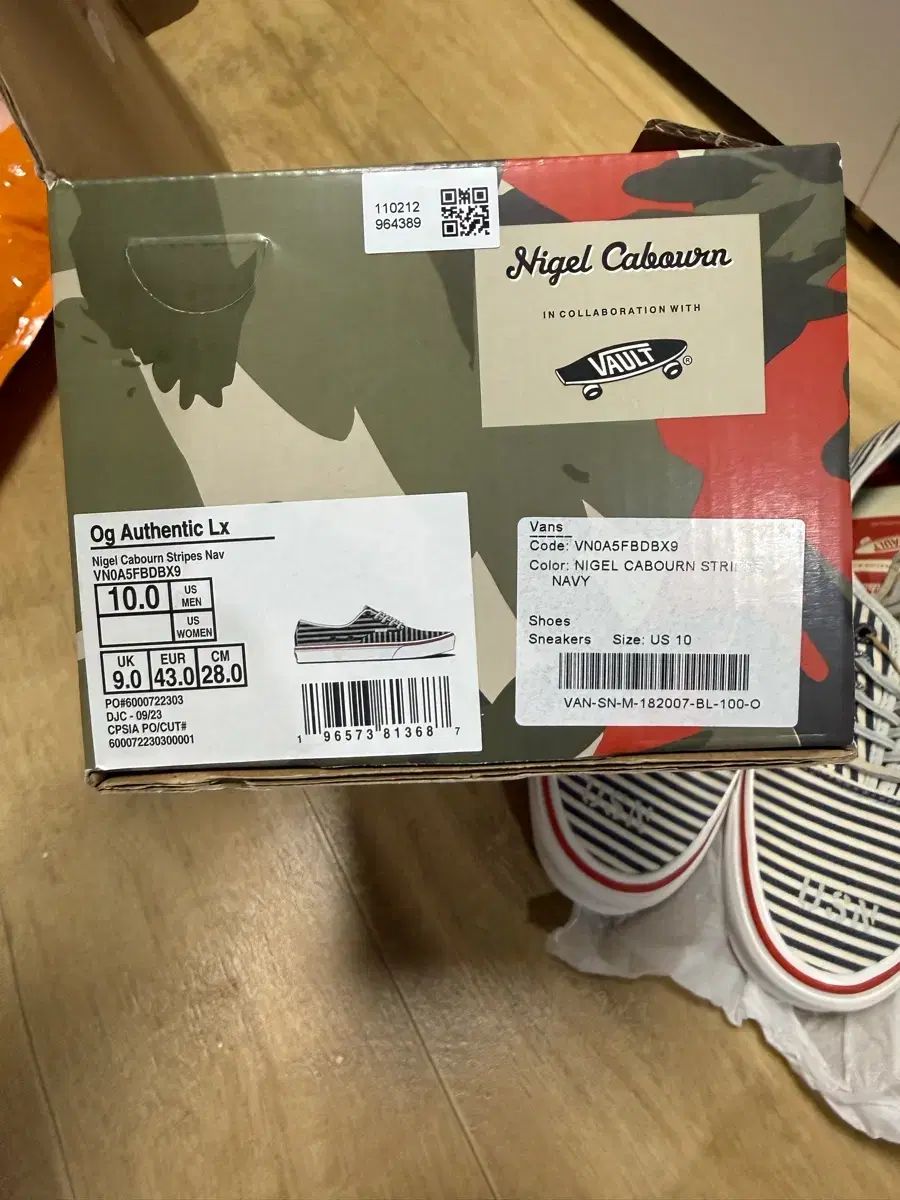 110212
964389
Nigel Cabourn
IN COLLABORATION WITH
VAULT ®
Og Authentic Lx
Nigel Cabourn Stripes Nav
VN0A5FBDBX9
10.0 US MEN
US WOMEN
UK 9.0 EUR 43.0 CM 28.0
PO#6000722303
DJC - 09/23
CPSIA PO/CUT#
600072230300001
1 96573 81368 7
Vans
Code: VN0A5FBDBX9
Color: NIGEL CABOURN STRI
NAVY
Shoes
Sneakers Size: US 10
VAN-SN-M-182007-BL-100-O
VAULT
USN
USN